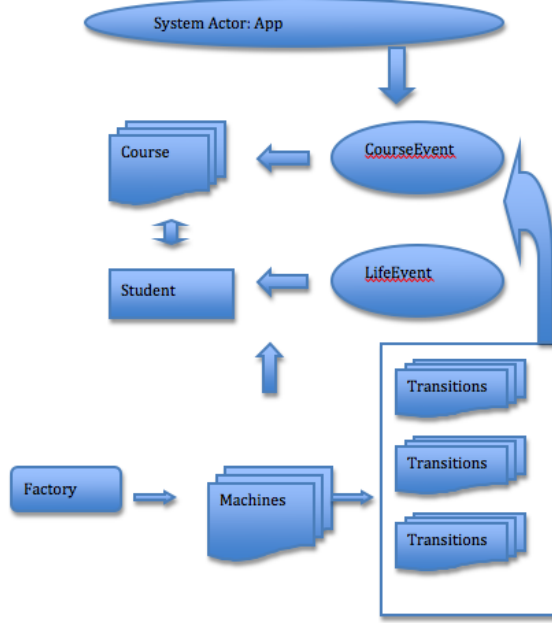 System Actor: App
Course
CourseEvent
Student
LifeEvent
Transitions
Transitions
Factory
Machines
Transitions